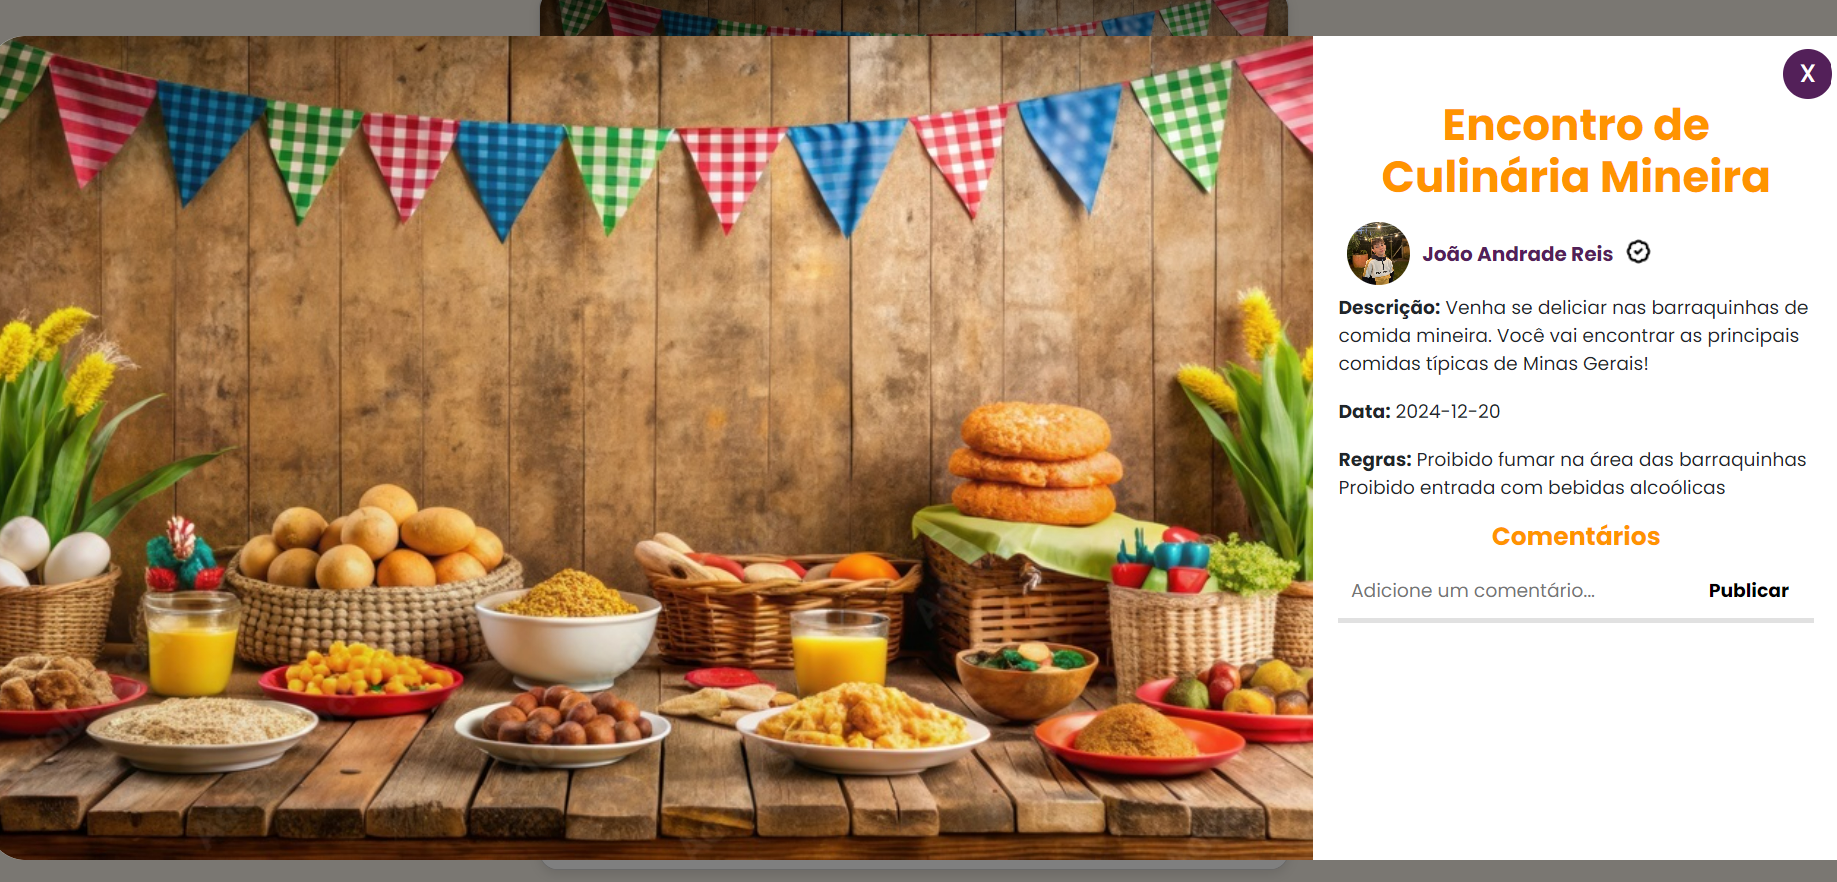 X
Encontro de
Culinária Mineira
João Andrade Reis
Descrição: Venha se deliciar nas barraquinhas de
comida mineira. Você vai encontrar as principais
comidas típicas de Minas Gerais!
Data: 2024-12-20
Regras: Proibido fumar na área das barraquinhas
Proibido entrada com bebidas alcoólicas
Comentários
Adicione um comentário... Publicar